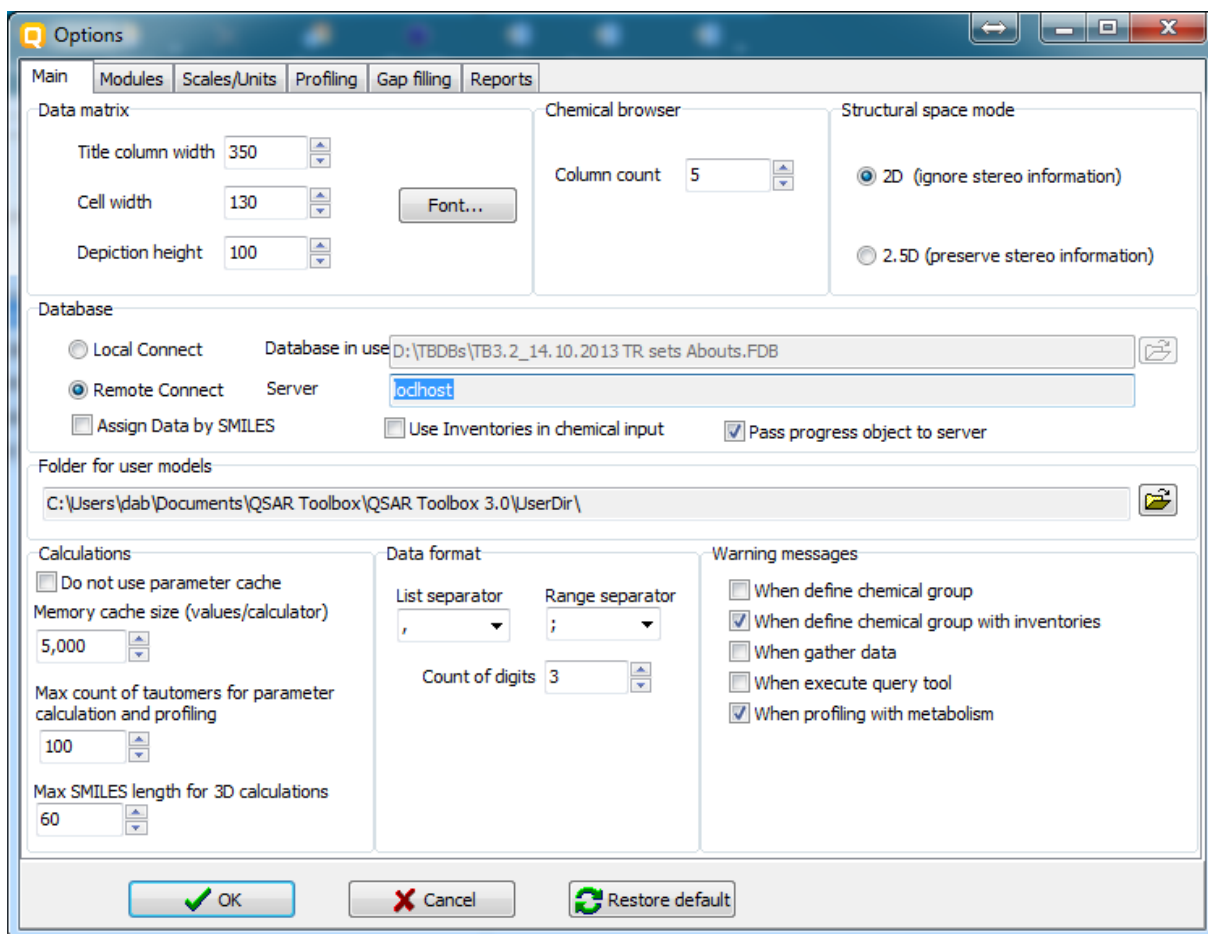 Options
Main Modules Scales/Units Profiling Gap filling Reports
Data matrix
Title column width 350
Cell width 130
Depiction height 100
Font...
Chemical browser
Column count 5
Structural space mode
2D (ignore stereo information)
2.5D (preserve stereo information)
Database
Local Connect Database in use D:\TBDBs\TB3.2_14.10.2013 TR sets Abouts.FDB
Remote Connect Server loclhost
Assign Data by SMILES Use Inventories in chemical input Pass progress object to server
Folder for user models
C:\Users\dab\Documents\QSAR Toolbox\QSAR Toolbox 3.0\UserDir\
Calculations
Do not use parameter cache
Memory cache size (values/calculator)
5,000
Max count of tautomers for parameter
calculation and profiling
100
Max SMILES length for 3D calculations
60
Data format
List separator Range separator
, ;
Count of digits 3
Warning messages
When define chemical group
When define chemical group with inventories
When gather data
When execute query tool
When profiling with metabolism
OK Cancel Restore default